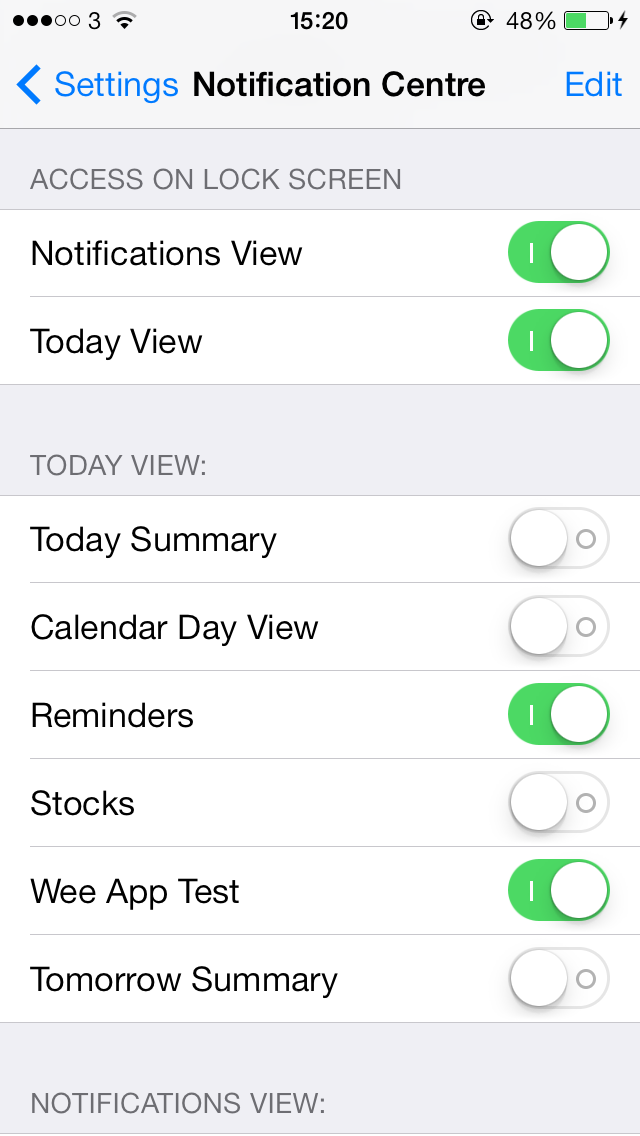 3 15:20 48%
Settings Notification Centre Edit
ACCESS ON LOCK SCREEN
Notifications View
Today View
TODAY VIEW:
Today Summary
Calendar Day View
Reminders
Stocks
Wee App Test
Tomorrow Summary
NOTIFICATIONS VIEW: